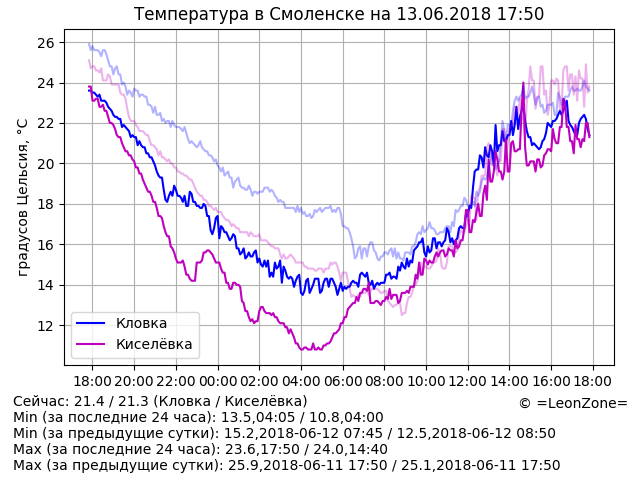 Температура в Смоленске на 13.06.2018 17:50
градусов Цельсия, °C
26
24
22
20
18
16
14
12
Кловка
Киселёвка
18:00 20:00 22:00 00:00 02:00 04:00 06:00 08:00 10:00 12:00 14:00 16:00 18:00
Сейчас: 21.4 / 21.3 (Кловка / Киселёвка)
© =LeonZone=
Min (за последние 24 часа): 13.5,04:05 / 10.8,04:00
Min (за предыдущие сутки): 15.2,2018-06-12 07:45 / 12.5,2018-06-12 08:50
Max (за последние 24 часа): 23.6,17:50 / 24.0,14:40
Max (за предыдущие сутки): 25.9,2018-06-11 17:50 / 25.1,2018-06-11 17:50